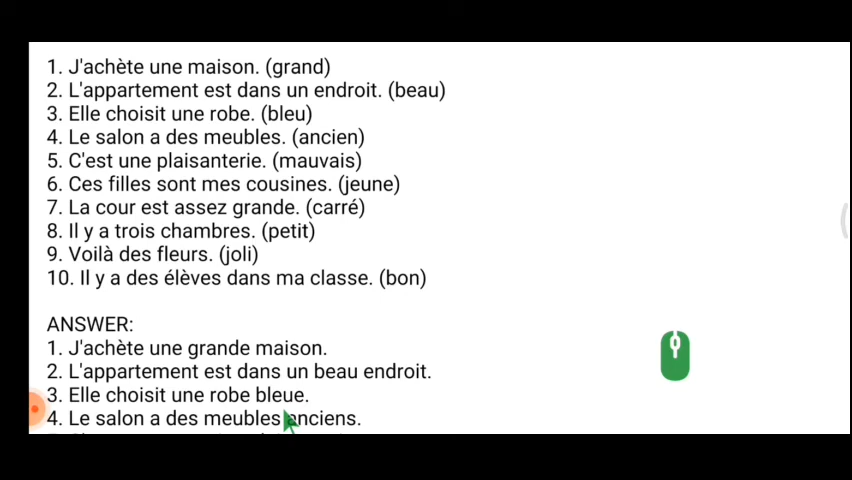 1. J'achète une maison. (grand)
2. L'appartement est dans un endroit. (beau)
3. Elle choisit une robe. (bleu)
4. Le salon a des meubles. (ancien)
5. C'est une plaisanterie. (mauvais)
6. Ces filles sont mes cousines. (jeune)
7. La cour est assez grande. (carré)
8. Il y a trois chambres. (petit)
9. Voilà des fleurs. (joli)
10. Il y a des élèves dans ma classe. (bon)
ANSWER:
1. J'achète une grande maison.
2. L'appartement est dans un beau endroit.
3. Elle choisit une robe bleue.
4. Le salon a des meubles anciens.